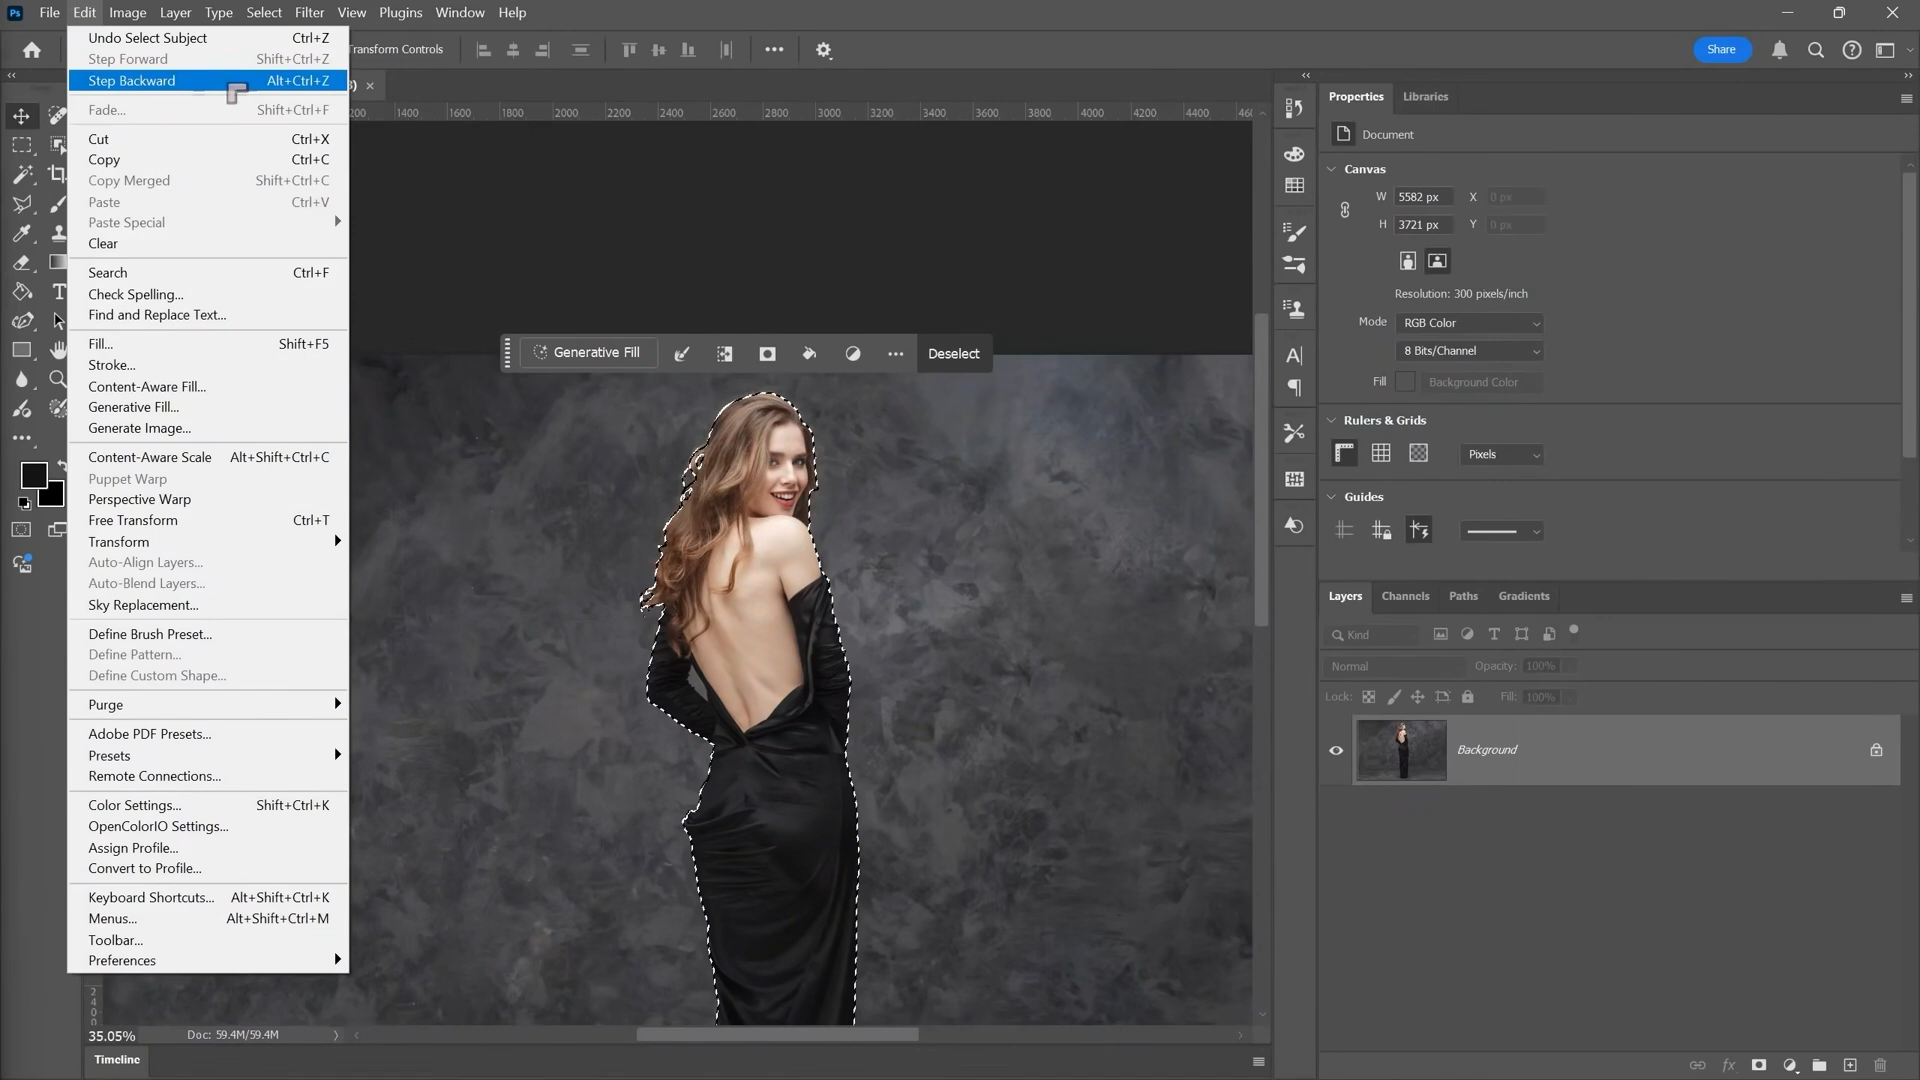 Ps File Edit Image Layer Type Select Filter View Plugins Window Help
Transform Controls Share
Undo Select Subject Ctrl+Z
Step Forward Shift+Ctrl+Z
Step Backward Alt+Ctrl+Z
Fade... Shift+Ctrl+F
Cut Ctrl+X
Copy Ctrl+C
Copy Merged Shift+Ctrl+C
Paste Ctrl+V
Paste Special
Clear
Search Ctrl+F
Check Spelling...
Find and Replace Text...
Fill... Shift+F5
Stroke...
Content-Aware Fill...
Generative Fill...
Generate Image...
Content-Aware Scale Alt+Shift+Ctrl+C
Puppet Warp
Perspective Warp
Free Transform Ctrl+T
Transform
Auto-Align Layers...
Auto-Blend Layers...
Sky Replacement...
Define Brush Preset...
Define Pattern...
Define Custom Shape...
Purge
Adobe PDF Presets...
Presets
Remote Connections...
Color Settings... Shift+Ctrl+K
OpenColorIO Settings...
Assign Profile...
Convert to Profile...
Keyboard Shortcuts... Alt+Shift+Ctrl+K
Menus... Alt+Shift+Ctrl+M
Toolbar...
Preferences
1400 1600 1800 2000 2200 2400 2600 2800 3000 3200 3400 3600 3800 4000 4200 4400
Generative Fill Deselect
2400
35.05% Doc: 59.4M/59.4M
Timeline
Properties Libraries
Document
Canvas
W 5582 px X 0 px
H 3721 px Y 0 px
Resolution: 300 pixels/inch
Mode RGB Color
8 Bits/Channel
Fill Background Color
Rulers & Grids
Pixels
Guides
Layers Channels Paths Gradients
Kind
Normal Opacity: 100%
Lock: Fill: 100%
Background
fx